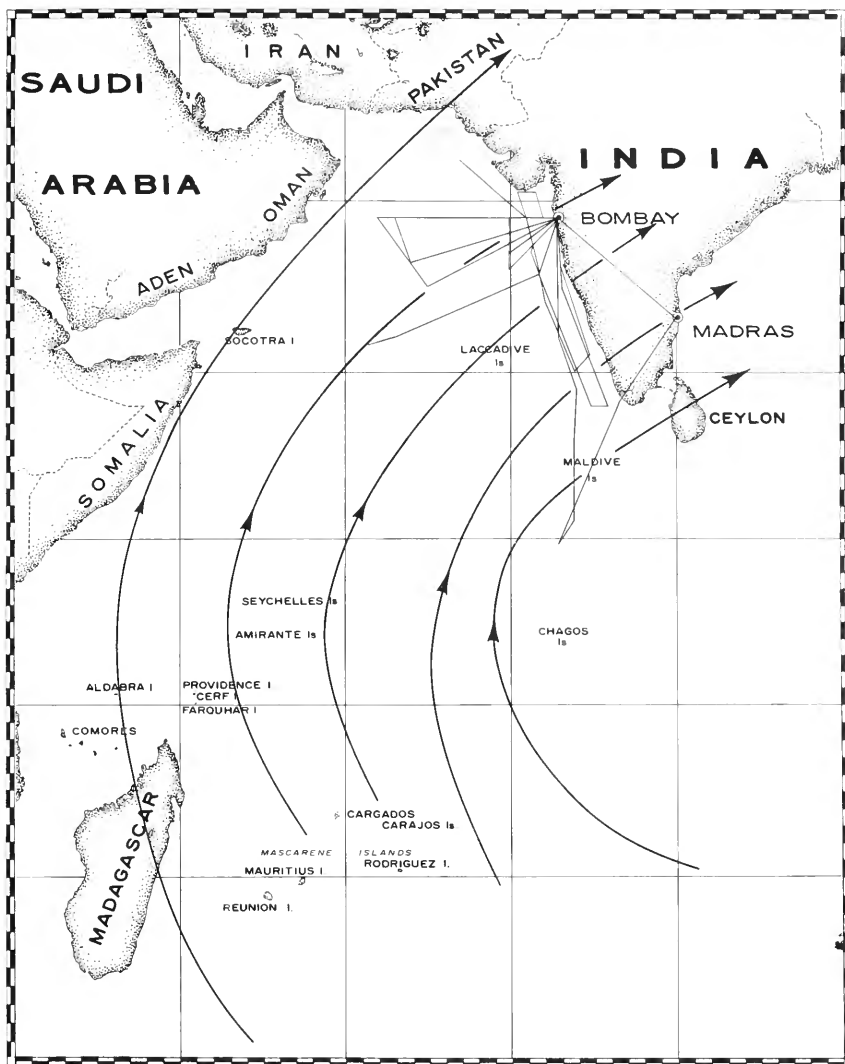 IRAN
PAKISTAN
SAUDI
ARABIA
OMAN
ADEN
INDIA
BOMBAY
SOCOTRA I
MADRAS
LACCADIVE
Is
CEYLON
SOMALIA
MALDIVE
Is
SEYCHELLES Is
AMIRANTE Is
CHAGOS
Is
ALDABRA I
PROVIDENCE I
CERF I
FARQUHAR I
COMORES
MADAGASCAR
CARGADOS
CARAJOS Is
MASCARENE ISLANDS
RODRIGUEZ I.
MAURITIUS I
REUNION I.